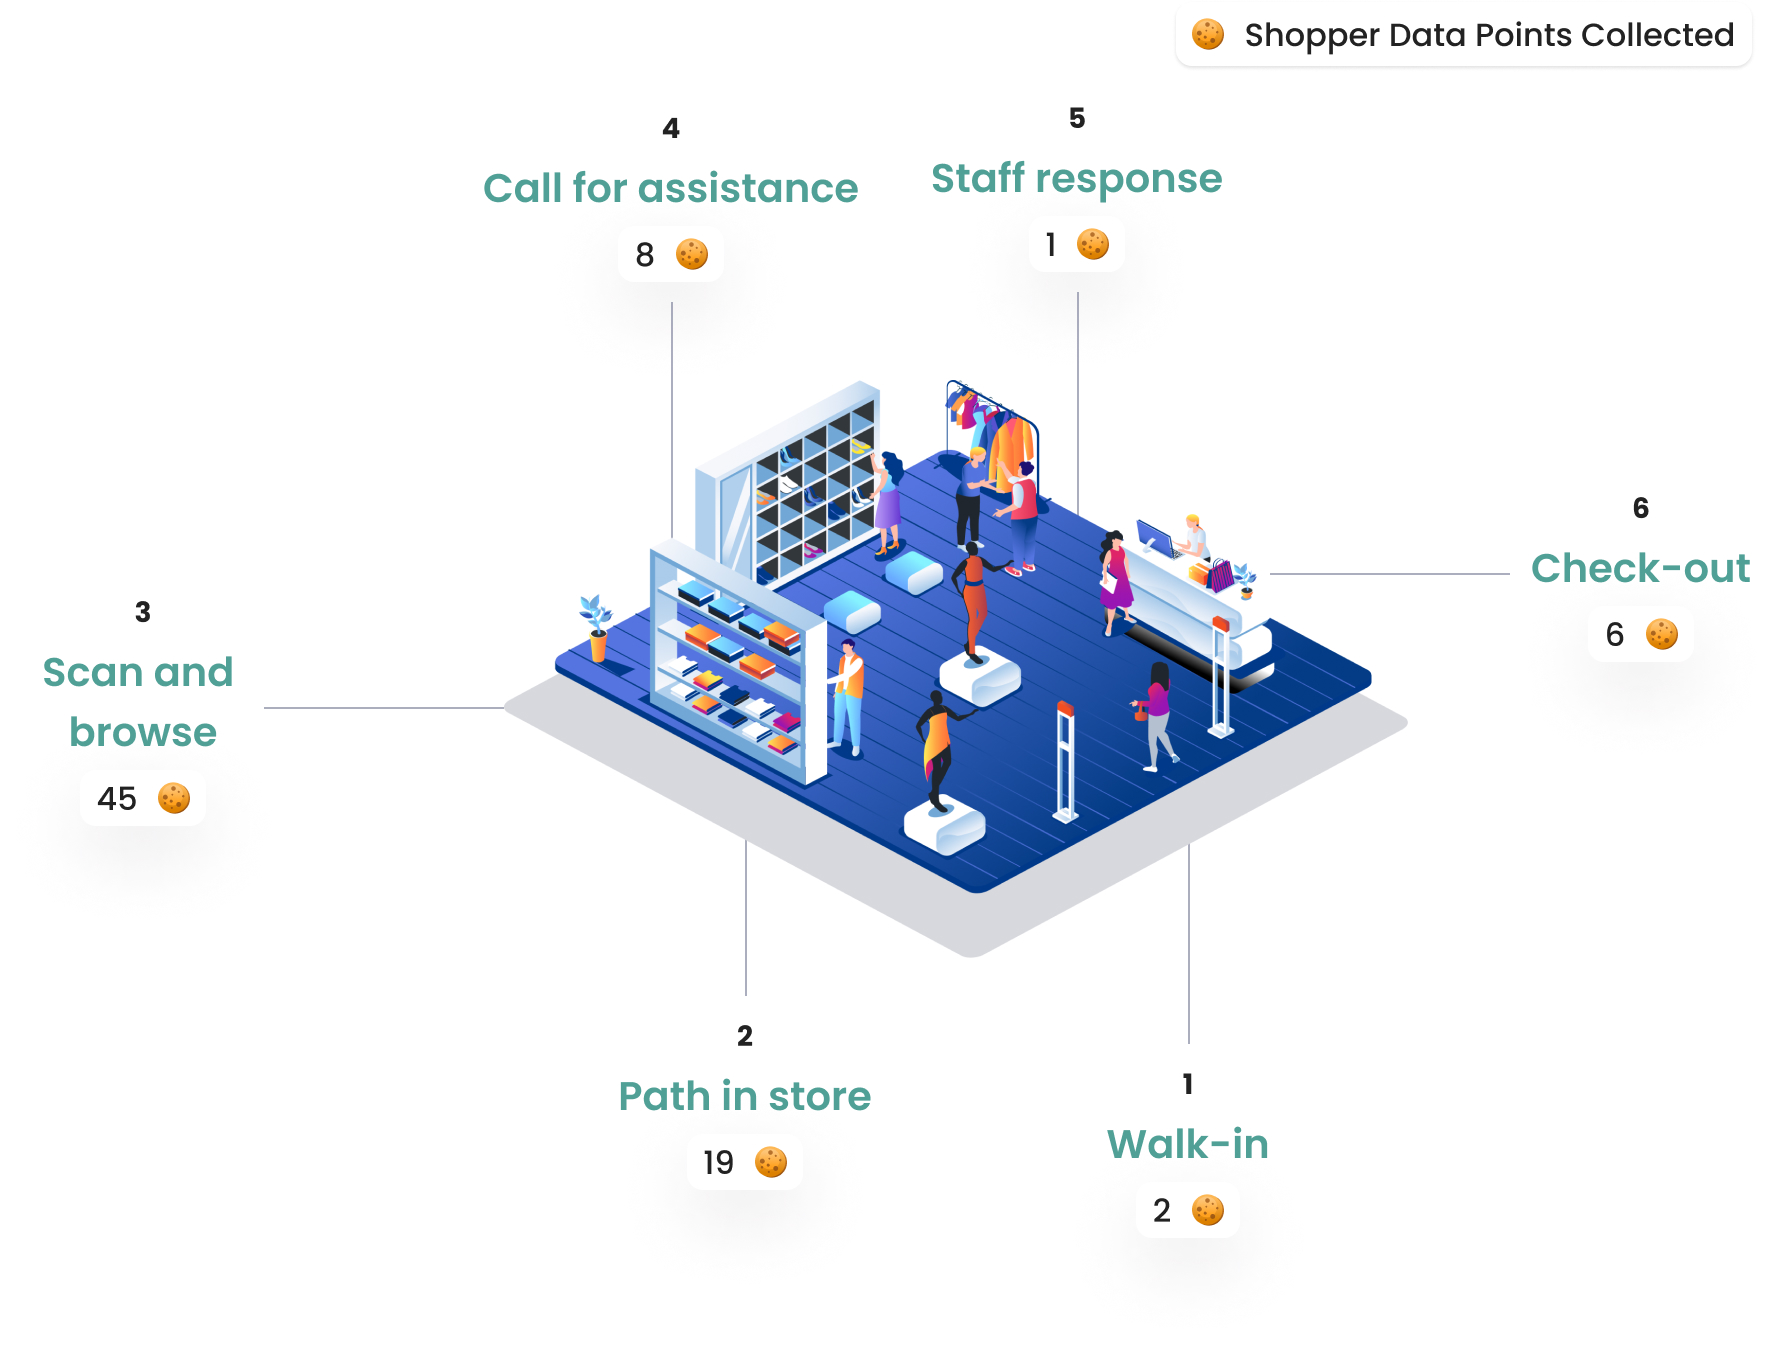 Shopper Data Points Collected
4
Call for assistance
8
5
Staff response
1
6
Check-out
6
3
Scan and
browse
45
2
Path in store
19
1
Walk-in
2